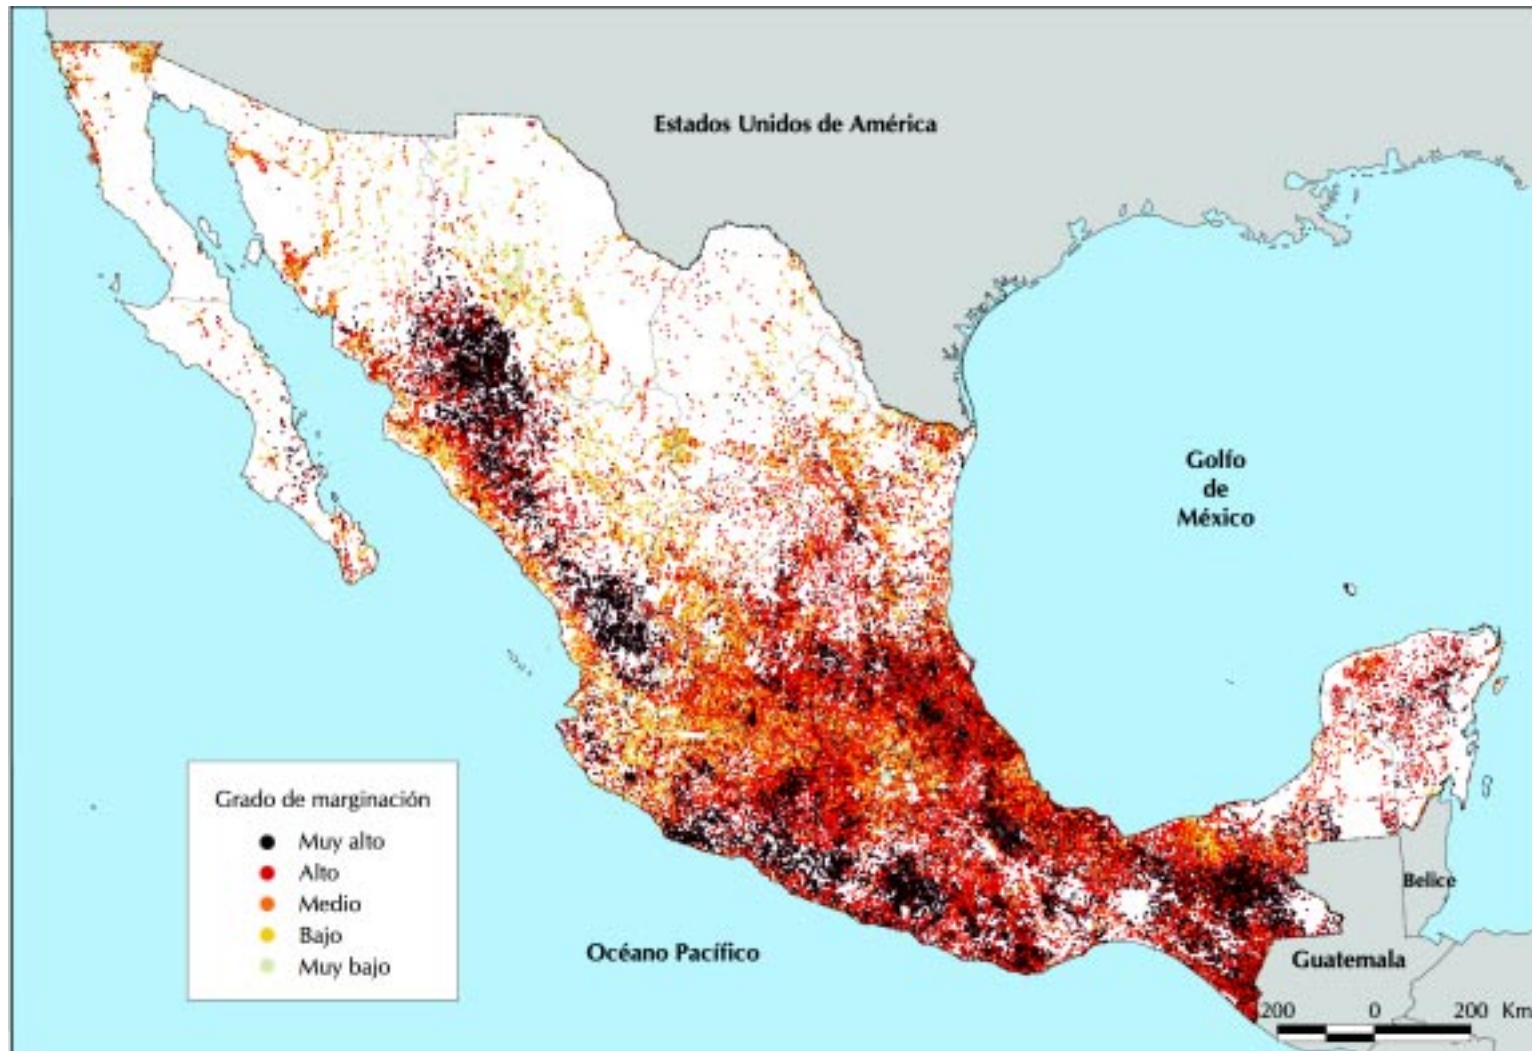 Estados Unidos de América
Golfo
de
México
Grado de marginación
Muy alto
Alto
Medio
Bajo
Muy bajo
Océano Pacífico
Belice
Guatemala
200 0 200 Km